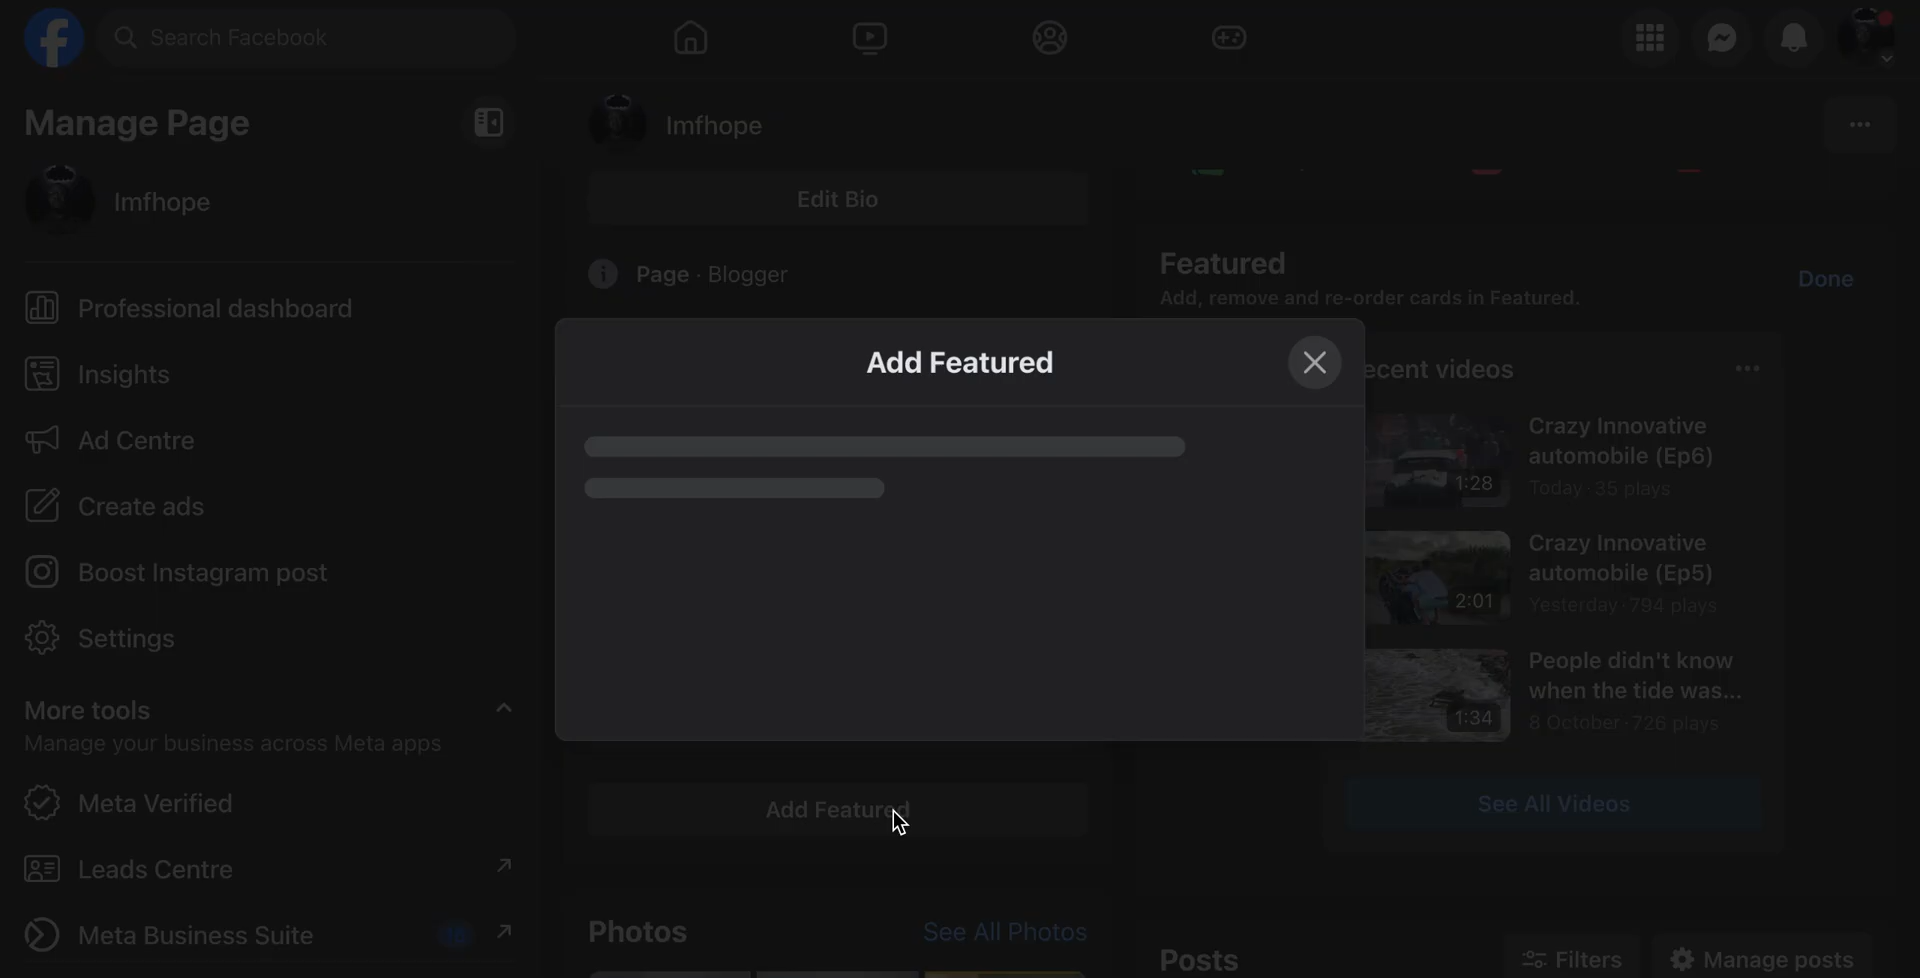 Search Facebook
Manage Page
Imfhope
Imfhope
Edit Bio
Page · Blogger
Professional dashboard
Insights
Ad Centre
Create ads
Boost Instagram post
Settings
More tools
Manage your business across Meta apps
Meta Verified
Leads Centre
Meta Business Suite
Add Featured
Add Featured
Photos
See All Photos
Featured
Add, remove and re-order cards in Featured.
Done
ecent videos
Crazy Innovative
automobile (Ep6)
Today · 35 plays
1:28
Crazy Innovative
automobile (Ep5)
Yesterday · 794 plays
2:01
People didn't know
when the tide was...
8 October · 726 plays
1:34
See All Videos
Posts
Filters
Manage posts